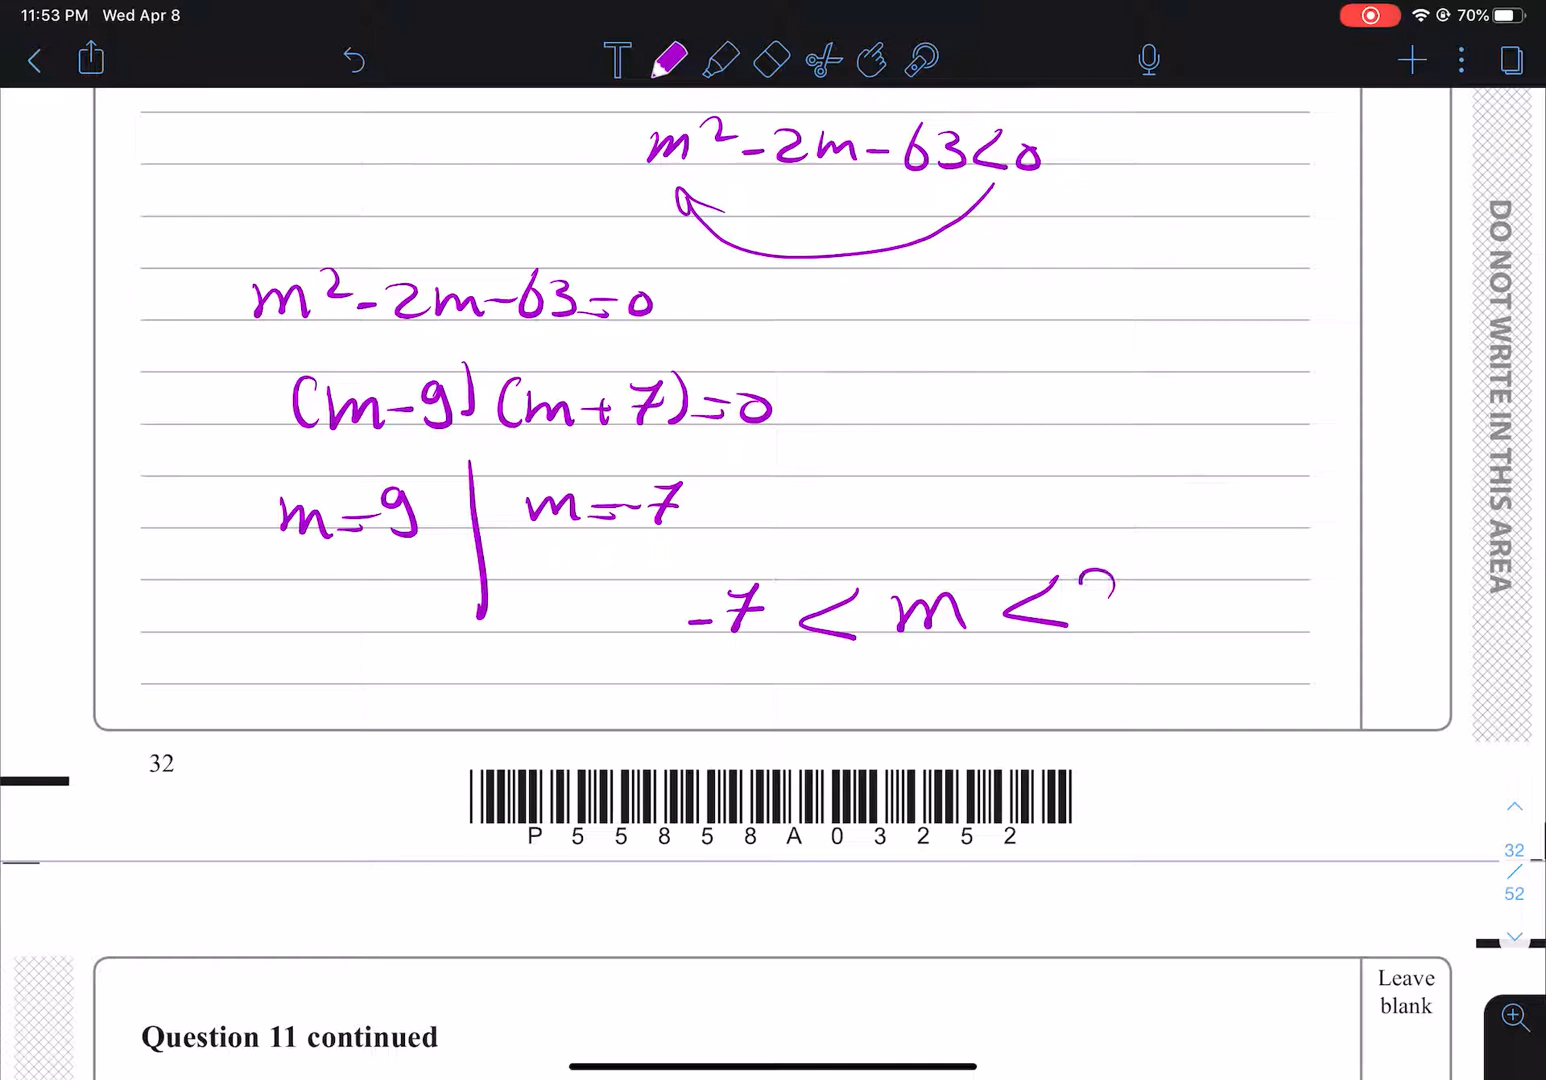 11:53 PM Wed Apr 8 70%
m² - 2m - 63 < 0
m² - 2m - 63 = 0
(m - 9) (m + 7) = 0
m = 9 | m = -7
-7 < m <
DO NOT WRITE IN THIS AREA
32
P 5 5 8 5 8 A 0 3 2 5 2
32
/
52
Leave
blank
Question 11 continued